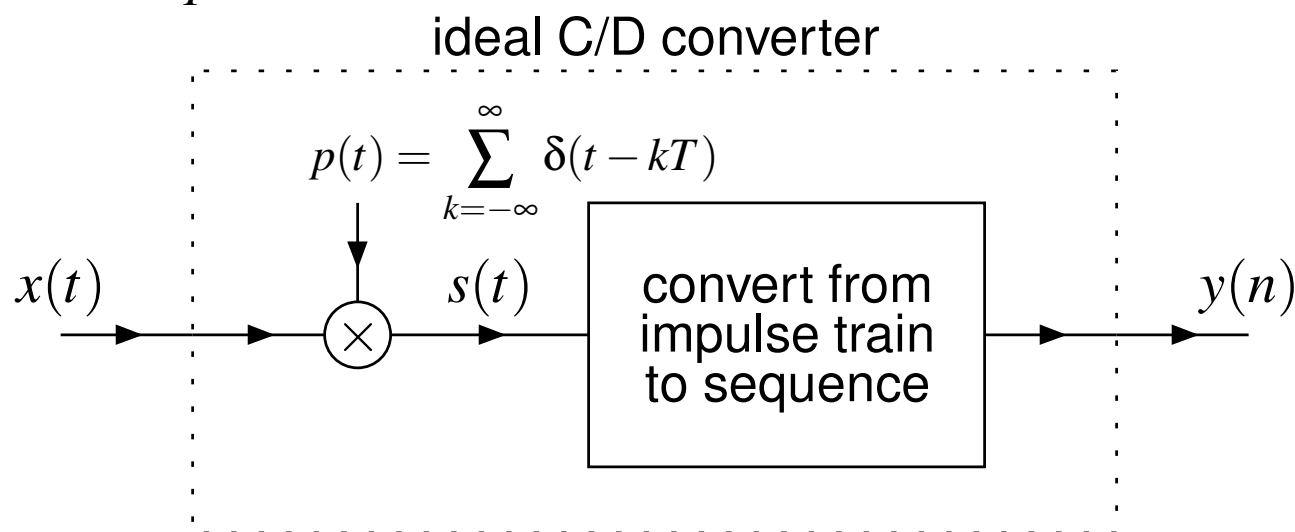 ideal C/D converter
p(t) = ∞∑k=−∞ δ(t − kT)
x(t)
s(t)
convert from
impulse train
to sequence
y(n)